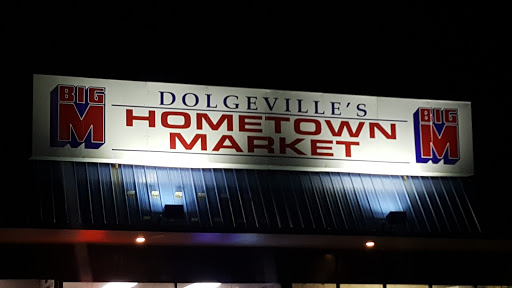 BIG
M
DOLGEVILLE'S
HOMETOWN
MARKET
BIG
M